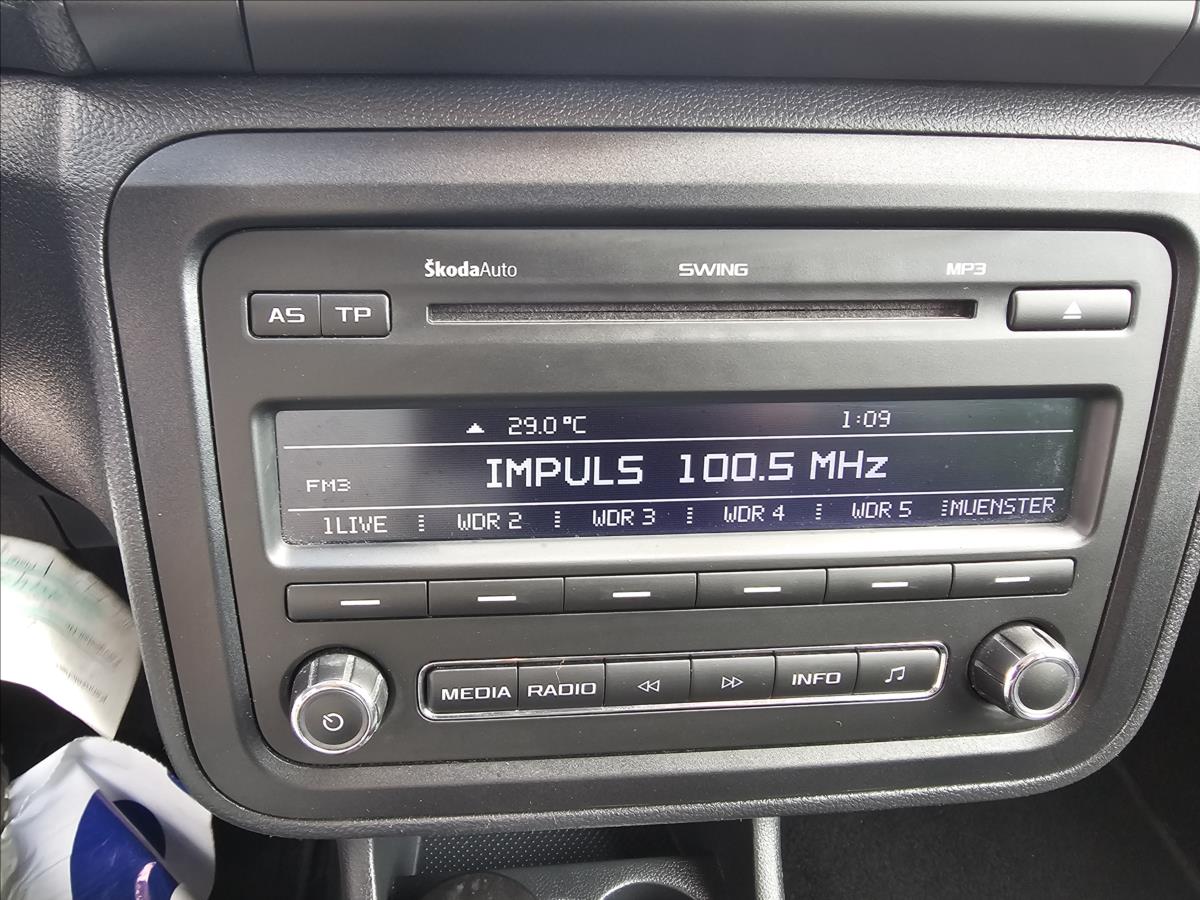 ŠkodaAuto SWING MP3
AS TP
29.0°C 1:09
FM3 IMPULS 100.5 MHz
1LIVE WDR 2 WDR 3 WDR 4 WDR 5 MUENSTER
MEDIA RADIO INFO